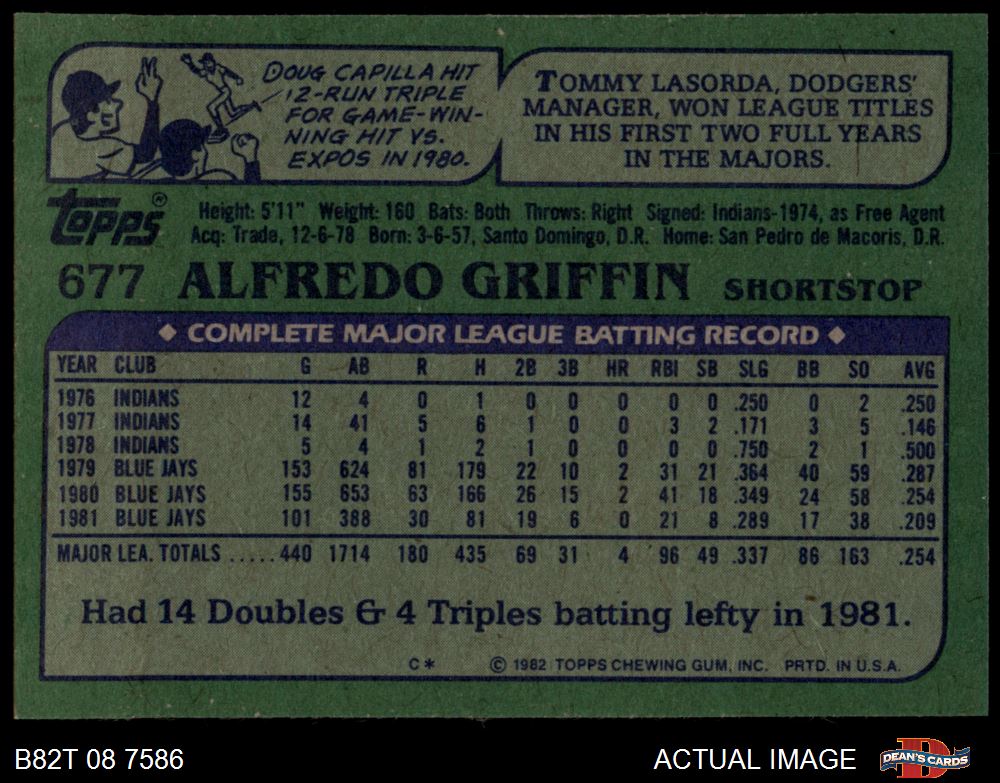 DOUG CAPILLA HIT
12-RUN TRIPLE
FOR GAME-WIN-
NING HIT VS.
EXPOS IN 1980.
TOMMY LASORDA, DODGERS'
MANAGER, WON LEAGUE TITLES
IN HIS FIRST TWO FULL YEARS
IN THE MAJORS.
topps®
Height: 5'11" Weight: 160 Bats: Both Throws: Right Signed: Indians-1974, as Free Agent
Acq: Trade, 12-6-78 Born: 3-6-57, Santo Domingo, D.R. Home: San Pedro de Macoris, D.R.
677 ALFREDO GRIFFIN SHORTSTOP
◆ COMPLETE MAJOR LEAGUE BATTING RECORD ◆
YEAR CLUB G AB R H 2B 3B HR RBI SB SLG BB SO AVG
1976 INDIANS 12 4 0 1 0 0 0 0 0 .250 0 2 .250
1977 INDIANS 14 41 5 6 1 0 0 3 2 .171 3 5 .146
1978 INDIANS 5 4 1 2 1 0 0 0 0 .750 2 1 .500
1979 BLUE JAYS 153 624 81 179 22 10 2 31 21 .364 40 59 .287
1980 BLUE JAYS 155 653 63 166 26 15 2 41 18 .349 24 58 .254
1981 BLUE JAYS 101 388 30 81 19 6 0 21 8 .289 17 38 .209
MAJOR LEA. TOTALS .....440 1714 180 435 69 31 4 96 49 .337 86 163 .254
Had 14 Doubles & 4 Triples batting lefty in 1981.
C* © 1982 TOPPS CHEWING GUM, INC. PRTD. IN U.S.A.
B82T 08 7586 ACTUAL IMAGE D DEAN'S CARDS